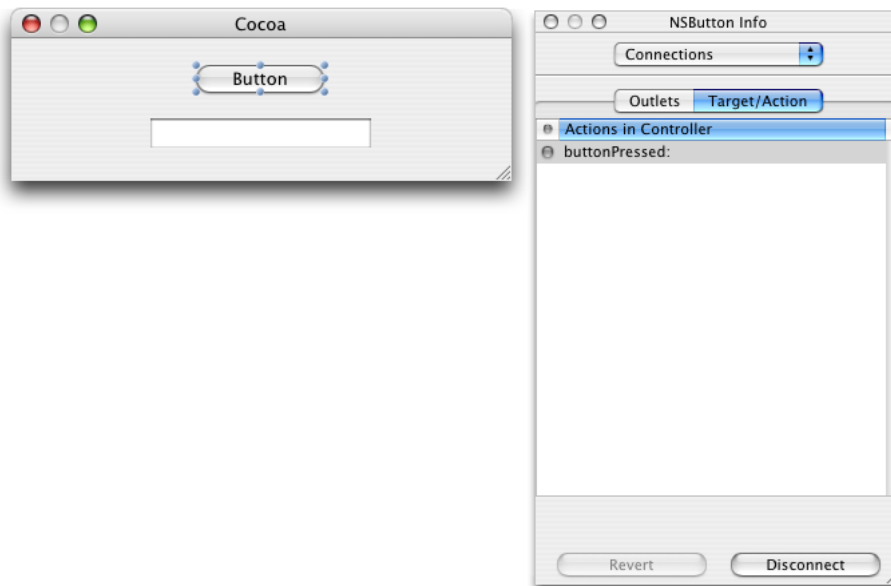 Cocoa
Button
NSButton Info
Connections
Outlets Target/Action
Actions in Controller
buttonPressed:
Revert Disconnect